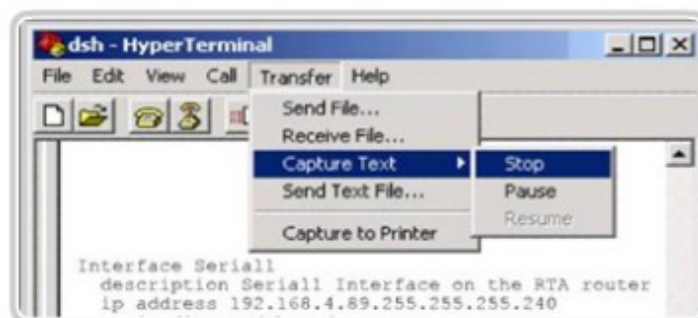 dsh - HyperTerminal
File Edit View Call Transfer Help
Send File...
Receive File...
Capture Text
Stop
Send Text File...
Pause
Resume
Capture to Printer
Interface Serial1
description Serial1 Interface on the RTA router
ip address 192.168.4.89.255.255.255.240